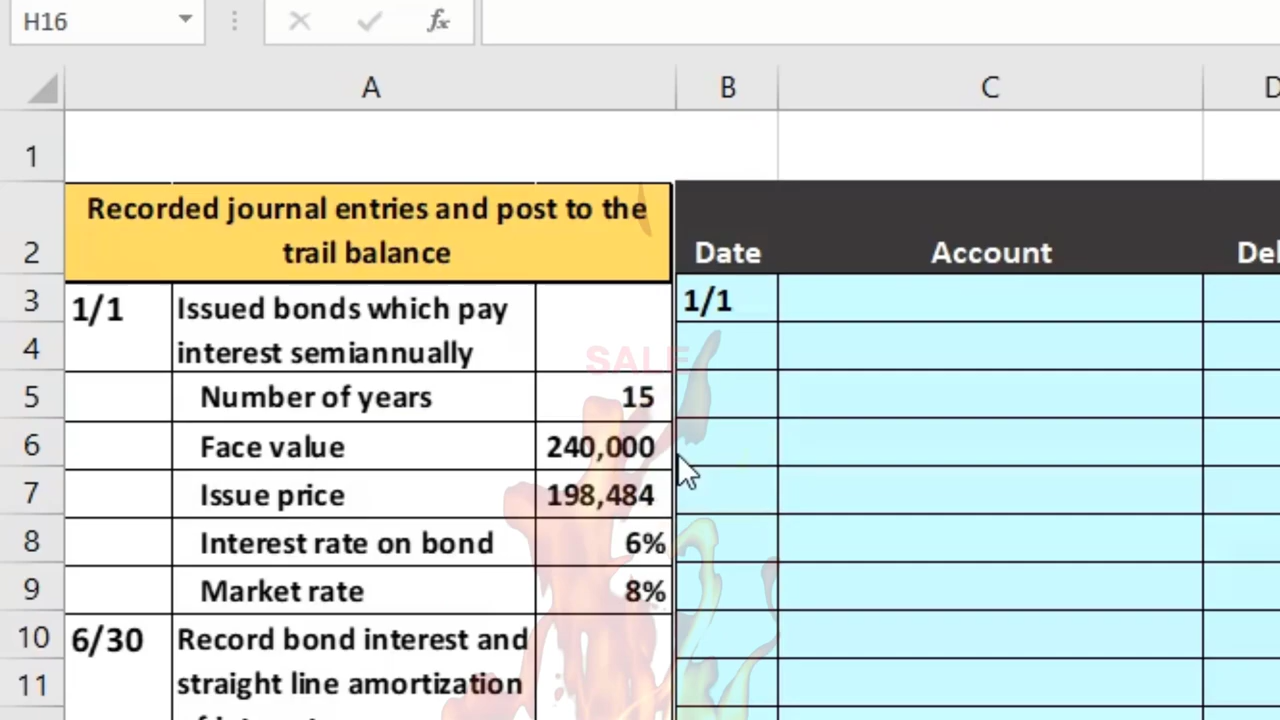 H16
fx
A B C
1
Recorded journal entries and post to the
2 trail balance Date Account
3 1/1 Issued bonds which pay 1/1
4 interest semiannually
SALE
5 Number of years 15
6 Face value 240,000
7 Issue price 198,484
8 Interest rate on bond 6%
9 Market rate 8%
10 6/30 Record bond interest and
11 straight line amortization